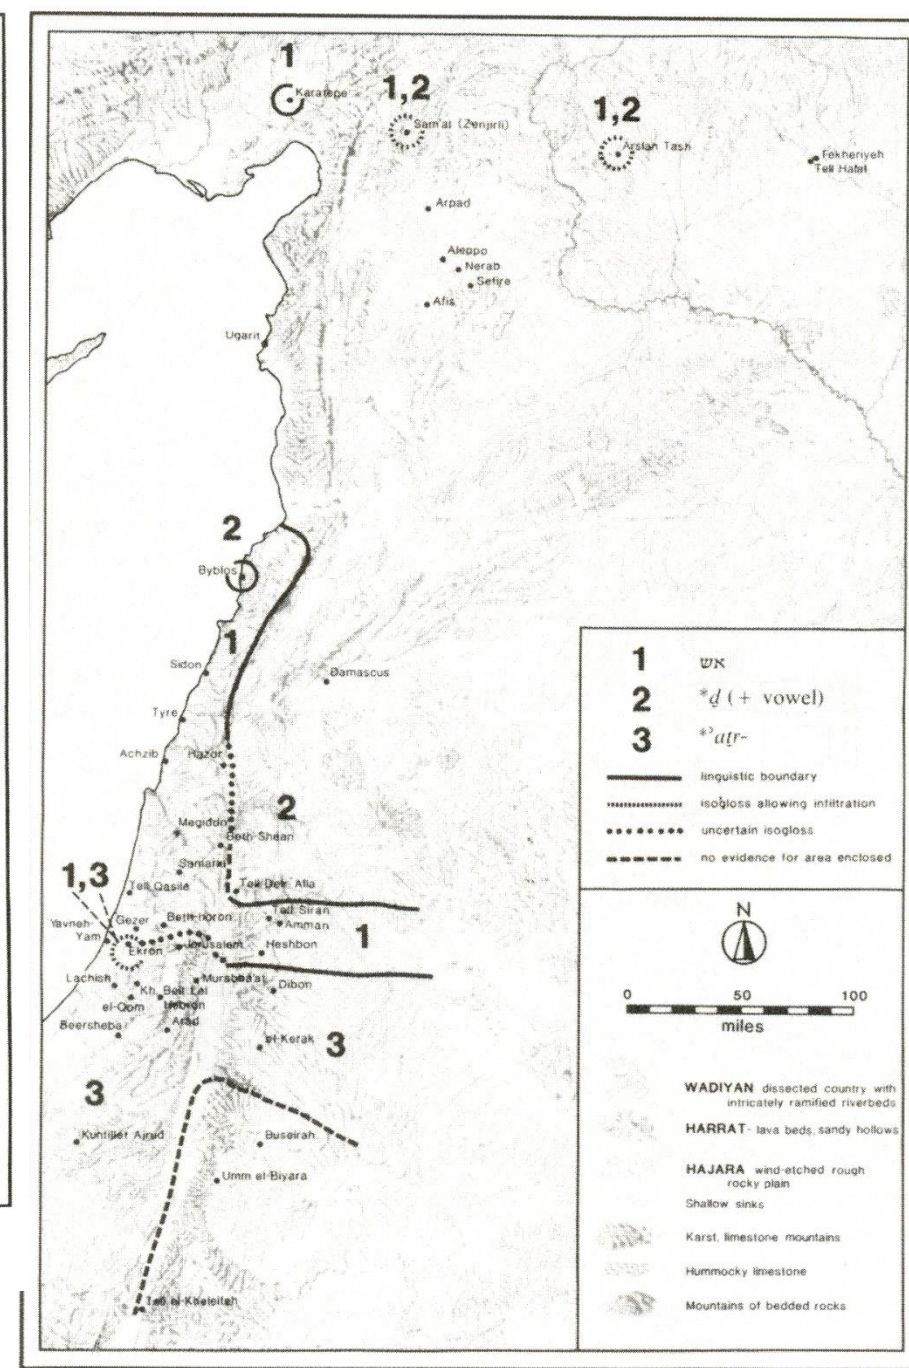 1
Karatepe
1,2
Sam'al (Zenjirli)
1,2
Arslan Tash
Fekheriyeh
Tell Halaf
Arpad
Aleppo
Nerab
Sefire
Afis
Ugarit
2
Byblos
1
Sidon
Damascus
Tyre
Achzib
Hazor
2
Megiddo
Beth-Shean
Samaria
1,3
Tell Qasile
Tell Deir 'Alla
Yavneh-
Yam
Gezer
Beth-horon
Tell Siran
Amman
1
Ekron
Jerusalem
Heshbon
Lachish
Kh. Beit Lei
Murabba'at
Dibon
el-Qom
Hebron
Beersheba
Arad
el-Kerak
3
3
Kuntillet Ajrud
Buseirah
Umm el-Biyara
Tell el-Kheleifeh
1 אש
2 *ḏ (+ vowel)
3 *ʾaṯr-
linguistic boundary
isogloss allowing infiltration
uncertain isogloss
no evidence for area enclosed
N
0 50 100
miles
WADIYAN dissected country with
intricately ramified riverbeds
HARRAT- lava beds, sandy hollows
HAJARA wind-etched rough
rocky plain
Shallow sinks
Karst, limestone mountains
Hummocky limestone
Mountains of bedded rocks